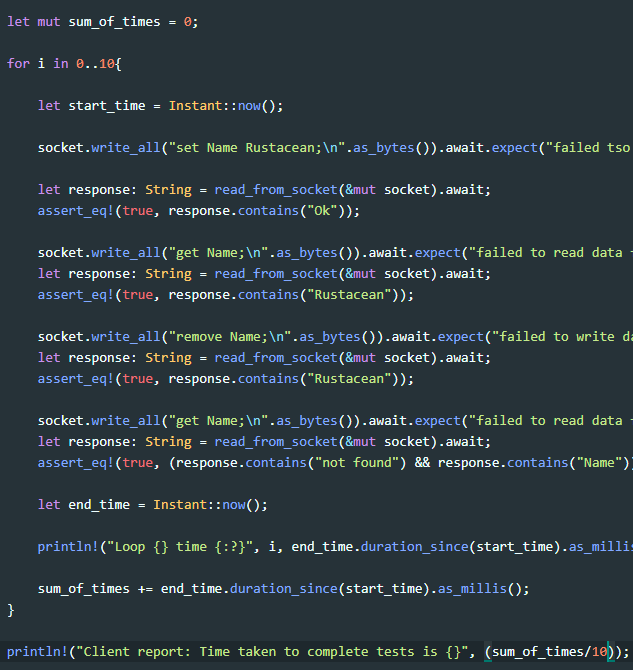 let mut sum_of_times = 0;
for i in 0..10{
let start_time = Instant::now();
socket.write_all("set Name Rustacean;\n".as_bytes()).await.expect("failed tso
let response: String = read_from_socket(&mut socket).await;
assert_eq!(true, response.contains("Ok"));
socket.write_all("get Name;\n".as_bytes()).await.expect("failed to read data
let response: String = read_from_socket(&mut socket).await;
assert_eq!(true, response.contains("Rustacean"));
socket.write_all("remove Name;\n".as_bytes()).await.expect("failed to write da
let response: String = read_from_socket(&mut socket).await;
assert_eq!(true, response.contains("Rustacean"));
socket.write_all("get Name;\n".as_bytes()).await.expect("failed to read data
let response: String = read_from_socket(&mut socket).await;
assert_eq!(true, (response.contains("not found") && response.contains("Name"))
let end_time = Instant::now();
println!("Loop {} time {:?}", i, end_time.duration_since(start_time).as_millis
sum_of_times += end_time.duration_since(start_time).as_millis();
}
println!("Client report: Time taken to complete tests is {}", (sum_of_times/10));